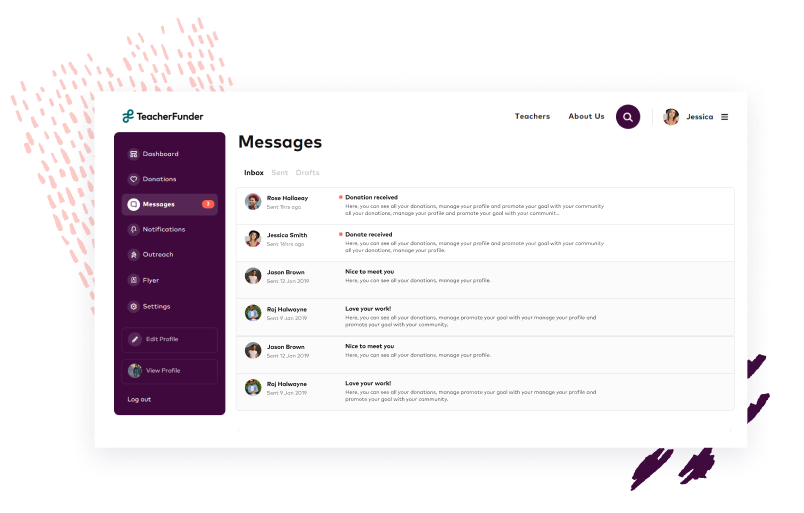 TeacherFunder
Teachers About Us
Jessica
Dashboard
Donations
Messages 3
Notifications
Outreach
Flyer
Settings
Edit Profile
View Profile
Log out
Messages
Inbox Sent Drafts
Rose Hallaeay
Sent 1hrs ago
Donation received
Here, you can see all your donations, manage your profile and promote your goal with your community
all your donations, manage your profile and promote your goal with your communit...
Jessica Smith
Sent 16hrs ago
Donate received
Here, you can see all your donations, manage your profile and promote your goal with your community
all your donations, manage your profile.
Jason Brown
Sent 12 Jan 2019
Nice to meet you
Here, you can see all your donations, manage your profile.
Raj Halwayne
Sent 9 Jan 2019
Love your work!
Here, you can see all your donations, manage promote your goal with your manage your profile and
promote your goal with your community.
Jason Brown
Sent 12 Jan 2019
Nice to meet you
Here, you can see all your donations, manage your profile.
Raj Halwayne
Sent 9 Jan 2019
Love your work!
Here, you can see all your donations, manage promote your goal with your manage your profile and
promote your goal with your community.